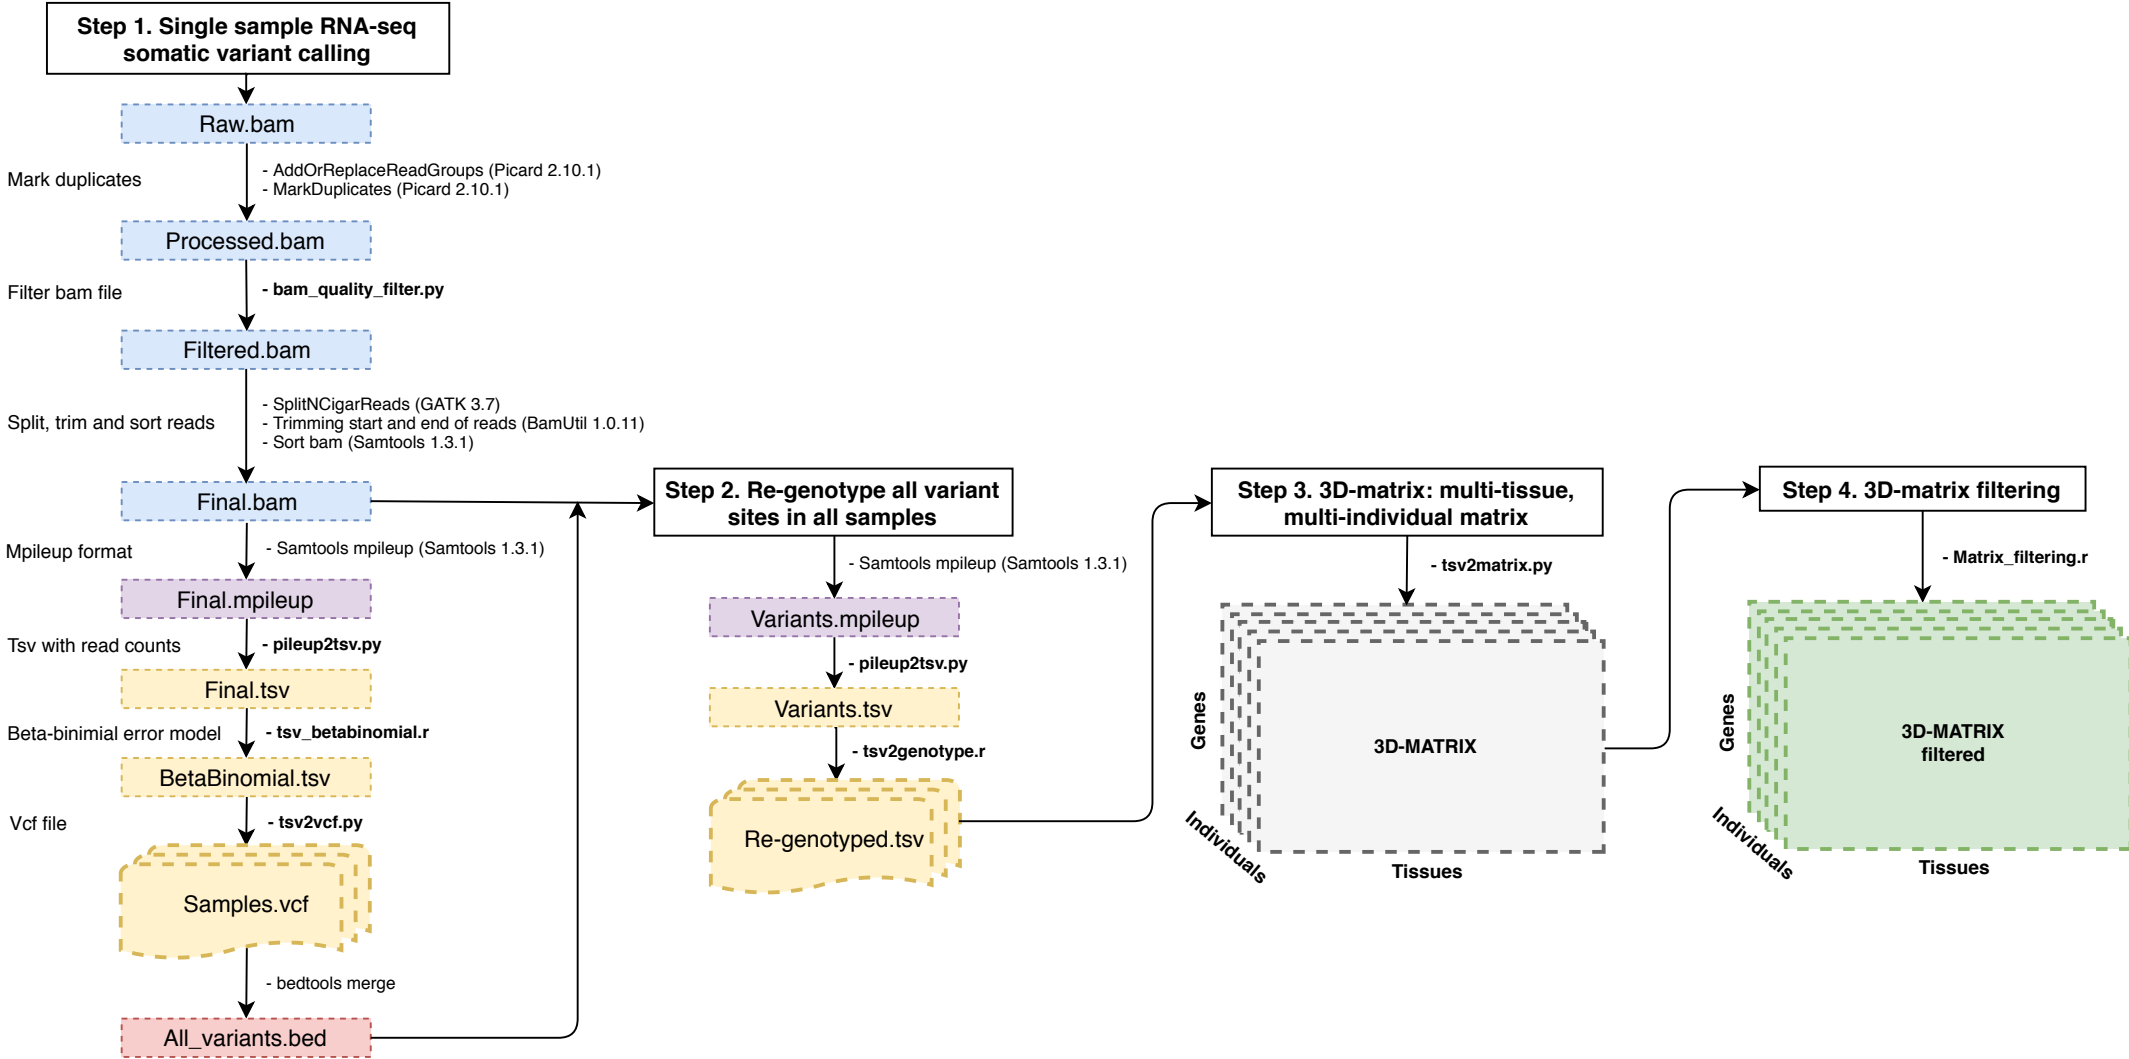 Step 1. Single sample RNA-seq
somatic variant calling
Raw.bam
Mark duplicates
- AddOrReplaceReadGroups (Picard 2.10.1)
- MarkDuplicates (Picard 2.10.1)
Processed.bam
Filter bam file
- bam_quality_filter.py
Filtered.bam
Split, trim and sort reads
- SplitNCigarReads (GATK 3.7)
- Trimming start and end of reads (BamUtil 1.0.11)
- Sort bam (Samtools 1.3.1)
Final.bam
Mpileup format
- Samtools mpileup (Samtools 1.3.1)
Final.mpileup
Tsv with read counts
- pileup2tsv.py
Final.tsv
Beta-binimial error model
- tsv_betabinomial.r
BetaBinomial.tsv
Vcf file
- tsv2vcf.py
Samples.vcf
- bedtools merge
All_variants.bed
Step 2. Re-genotype all variant
sites in all samples
- Samtools mpileup (Samtools 1.3.1)
Variants.mpileup
- pileup2tsv.py
Variants.tsv
- tsv2genotype.r
Re-genotyped.tsv
Step 3. 3D-matrix: multi-tissue,
multi-individual matrix
- tsv2matrix.py
Genes
3D-MATRIX
Individuals
Tissues
Step 4. 3D-matrix filtering
- Matrix_filtering.r
Genes
3D-MATRIX
filtered
Individuals
Tissues